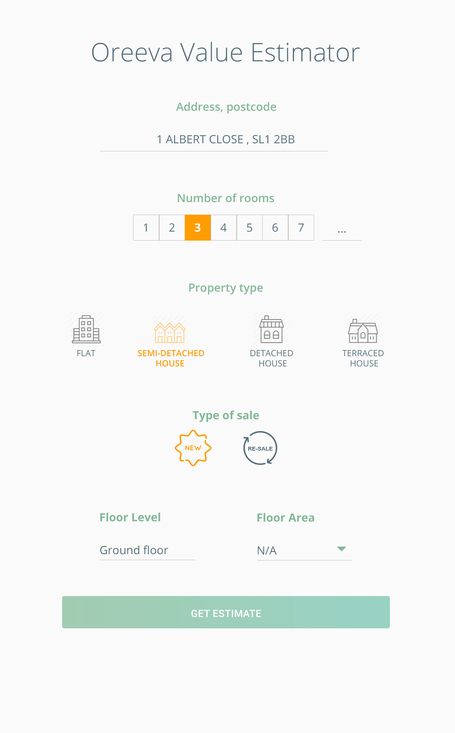 Oreeva Value Estimator
Address, postcode
1 ALBERT CLOSE , SL1 2BB
Number of rooms
1 2 3 4 5 6 7 ...
Property type
FLAT
SEMI-DETACHED
HOUSE
DETACHED
HOUSE
TERRACED
HOUSE
Type of sale
NEW
RE-SALE
Floor Level
Floor Area
Ground floor
N/A
GET ESTIMATE